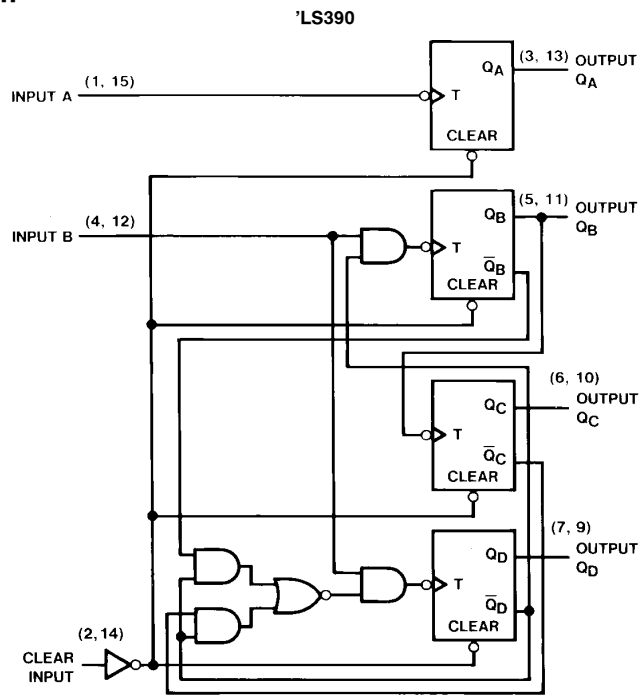 'LS390
INPUT A (1, 15)
T
QA
CLEAR
(3, 13) OUTPUT
QA
INPUT B (4, 12)
T
QB
Q̅B
CLEAR
(5, 11) OUTPUT
QB
T
QC
Q̅C
CLEAR
(6, 10)
OUTPUT
QC
T
QD
Q̅D
CLEAR
(7, 9)
OUTPUT
QD
(2,14)
CLEAR
INPUT